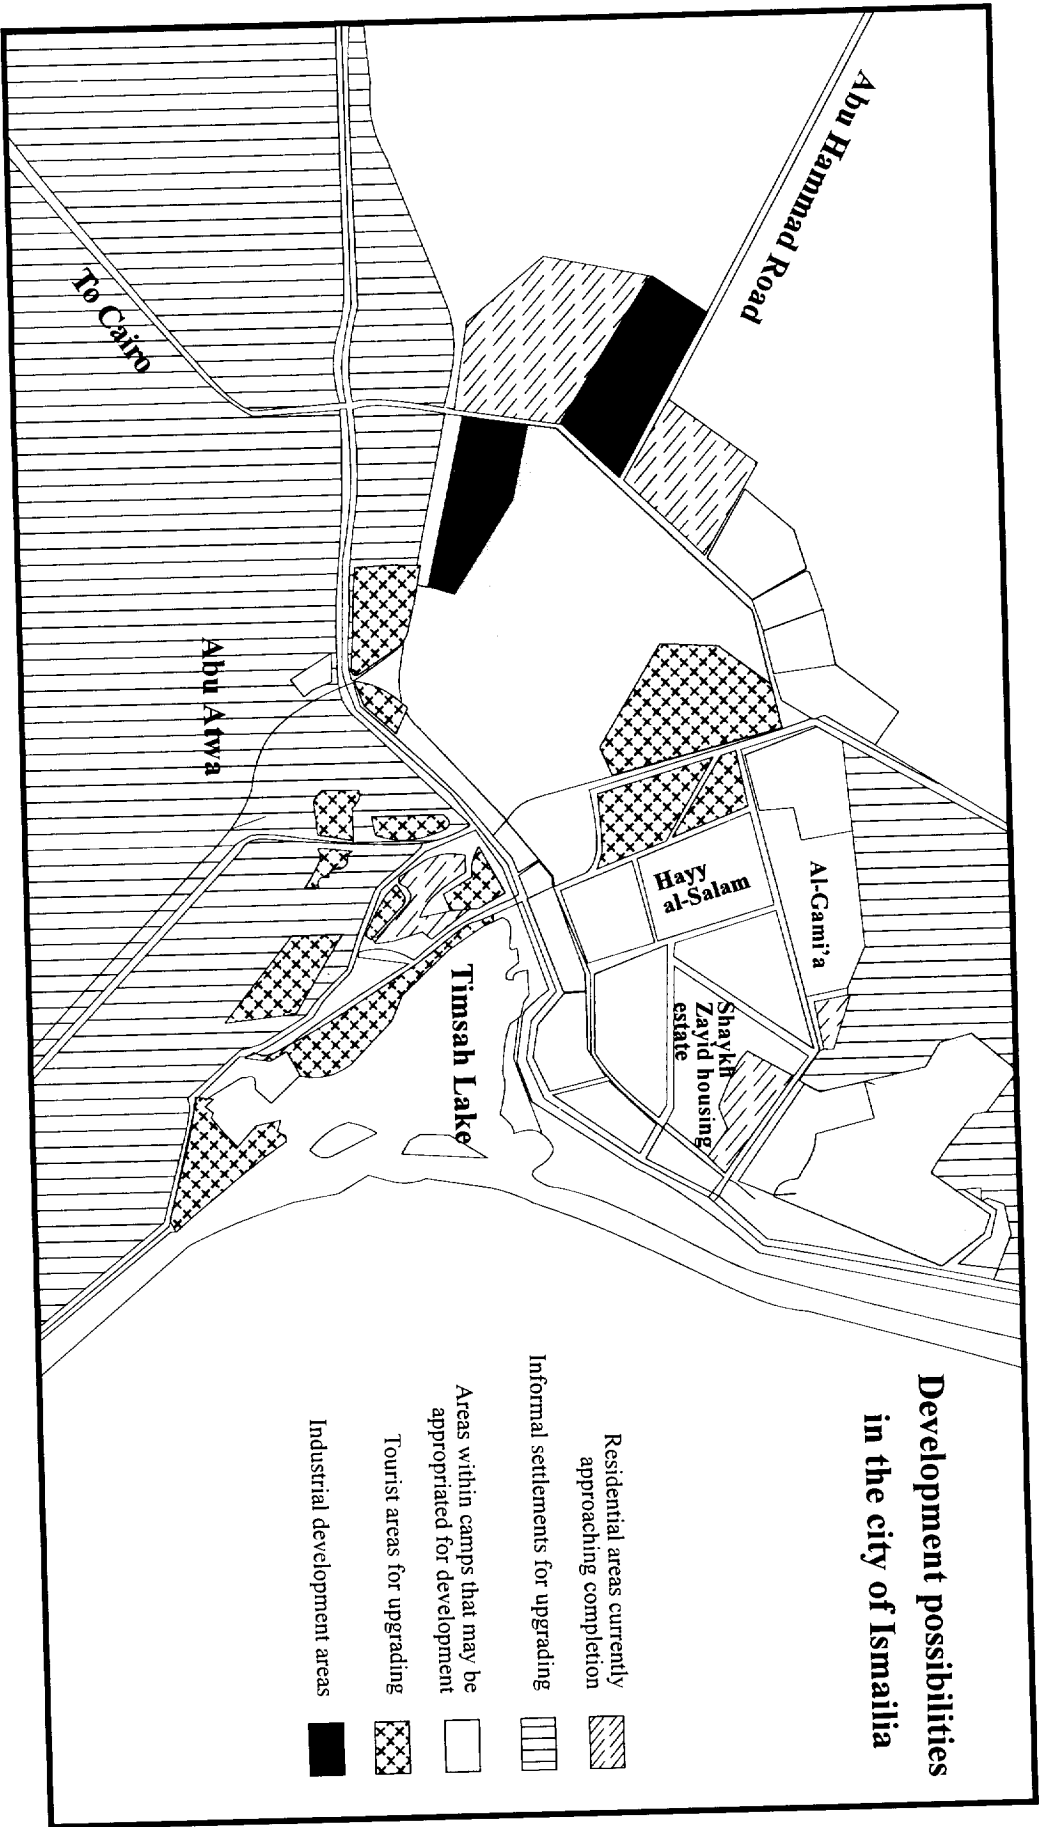 Development possibilities
in the city of Ismailia
Abu Hammad Road
To Cairo
Abu Atwa
Al-Gami'a
Hayy
al-Salam
Shaykh
Zayid housing
estate
Timsah Lake
Residential areas currently
approaching completion
Informal settlements for upgrading
Areas within camps that may be
appropriated for development
Tourist areas for upgrading
Industrial development areas